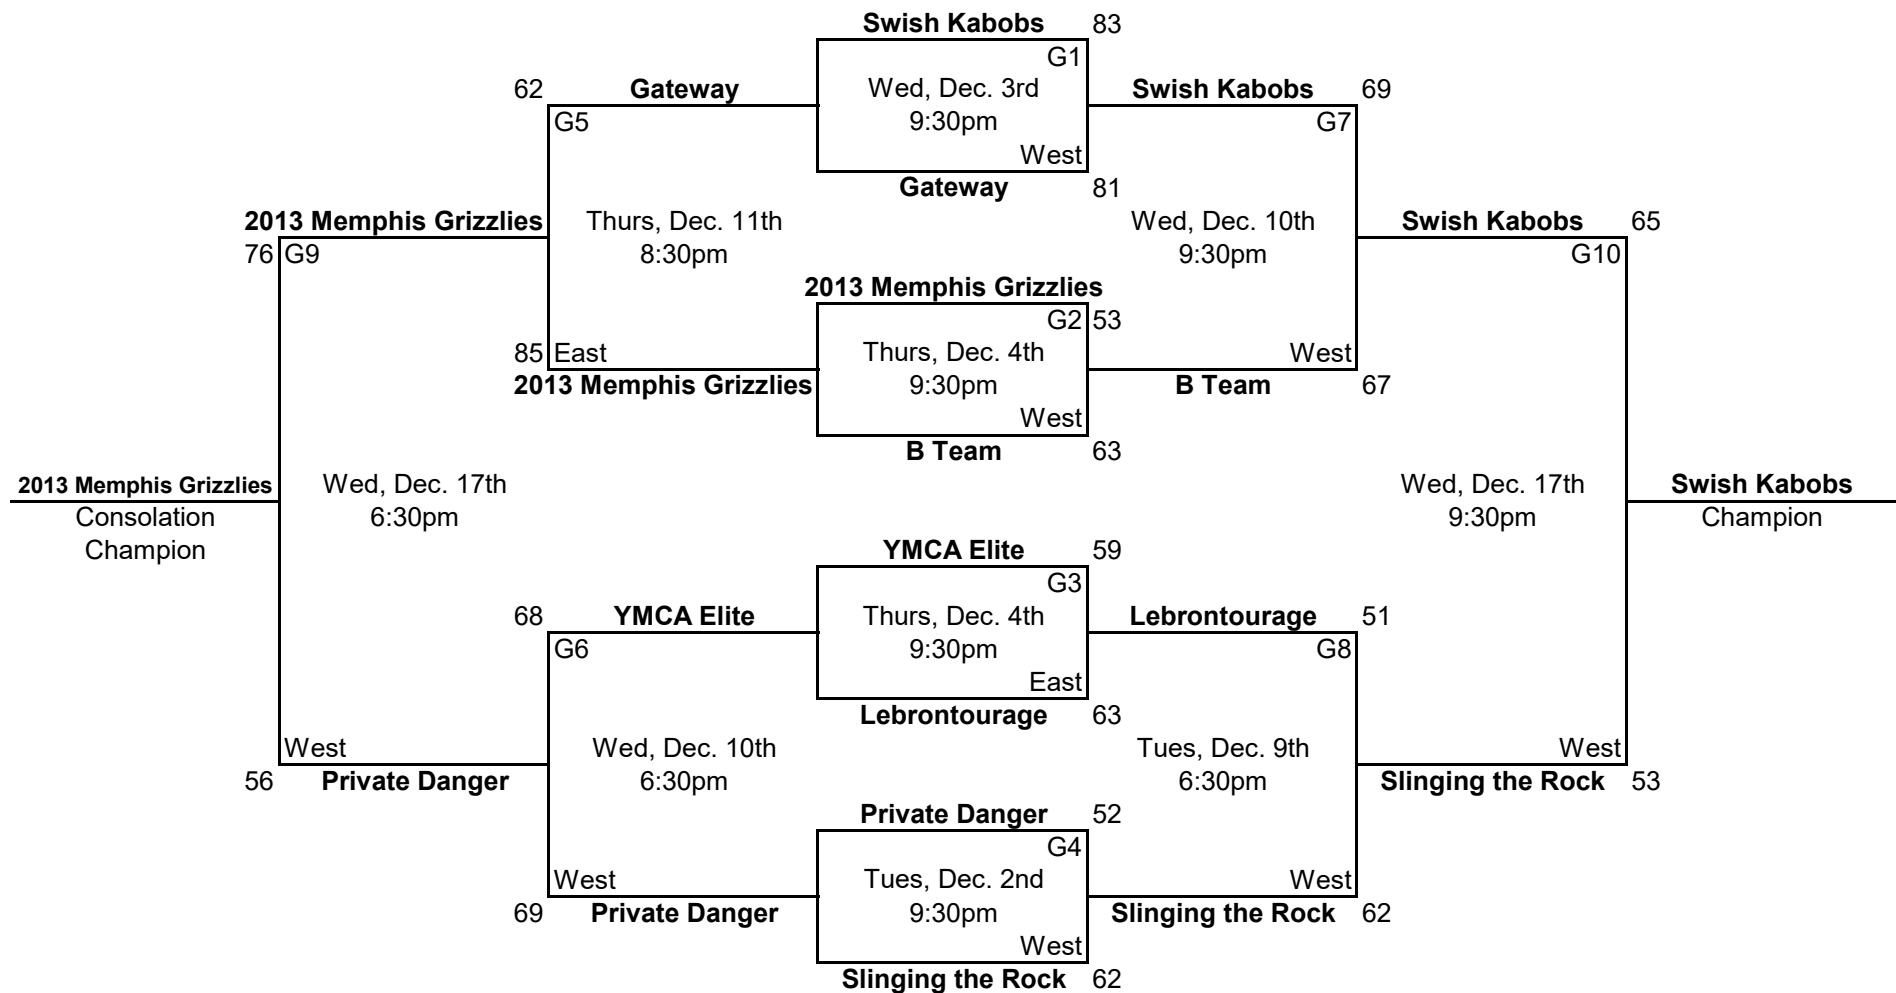 Swish Kabobs 83
G1
62 Gateway Wed, Dec. 3rd Swish Kabobs 69
G5 9:30pm G7
West
Gateway 81
2013 Memphis Grizzlies Thurs, Dec. 11th Wed, Dec. 10th Swish Kabobs 65
76 G9 8:30pm 9:30pm G10
2013 Memphis Grizzlies
G2 53
85 East Thurs, Dec. 4th West
2013 Memphis Grizzlies 9:30pm B Team 67
West
B Team 63
2013 Memphis Grizzlies Wed, Dec. 17th Wed, Dec. 17th Swish Kabobs
Consolation 6:30pm 9:30pm Champion
Champion YMCA Elite 59
G3
68 YMCA Elite Thurs, Dec. 4th Lebrontourage 51
G6 9:30pm G8
East
Lebrontourage 63
West Wed, Dec. 10th Tues, Dec. 9th West
56 Private Danger 6:30pm 6:30pm Slinging the Rock 53
Private Danger 52
G4
West Tues, Dec. 2nd West
69 Private Danger 9:30pm Slinging the Rock 62
West
Slinging the Rock 62